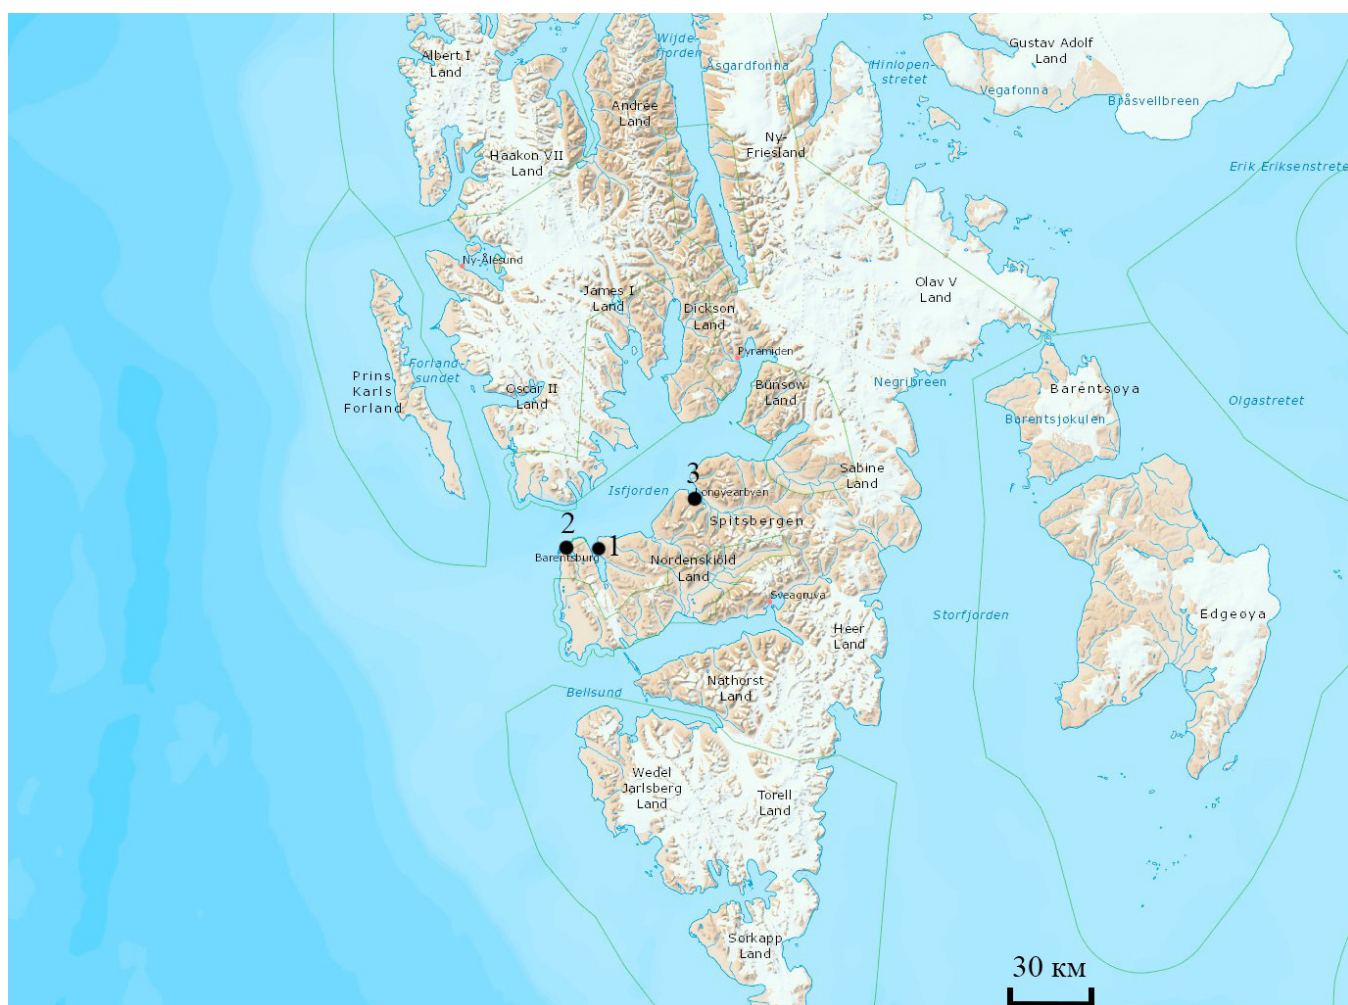 Albert I
Land
Wijde-
fjorden
Åsgardfonna
Hinlopen-
stretet
Gustav Adolf
Land
Vegafonna
Bråsvellbreen
Andrée
Land
Ny-
Friesland
Haakon VII
Land
Erik Eriksenstrete
Ny-Ålesund
James I
Land
Dickson
Land
Olav V
Land
Pyramiden
Forland-
sundet
Prins
Karls
Forland
Oscar II
Land
Bünsow
Land
Negribreen
Barentsøya
Barentsjøkulen
Olgastretet
Sabine
Land
3
Isfjorden
Longyearbyen
Spitsbergen
2
1
Barentsburg
Nordenskiöld
Land
Sveagruva
Storfjorden
Edgeøya
Heer
Land
Nathorst
Land
Bellsund
Wedel
Jarlsberg
Land
Torell
Land
Sørkapp
Land
30 км